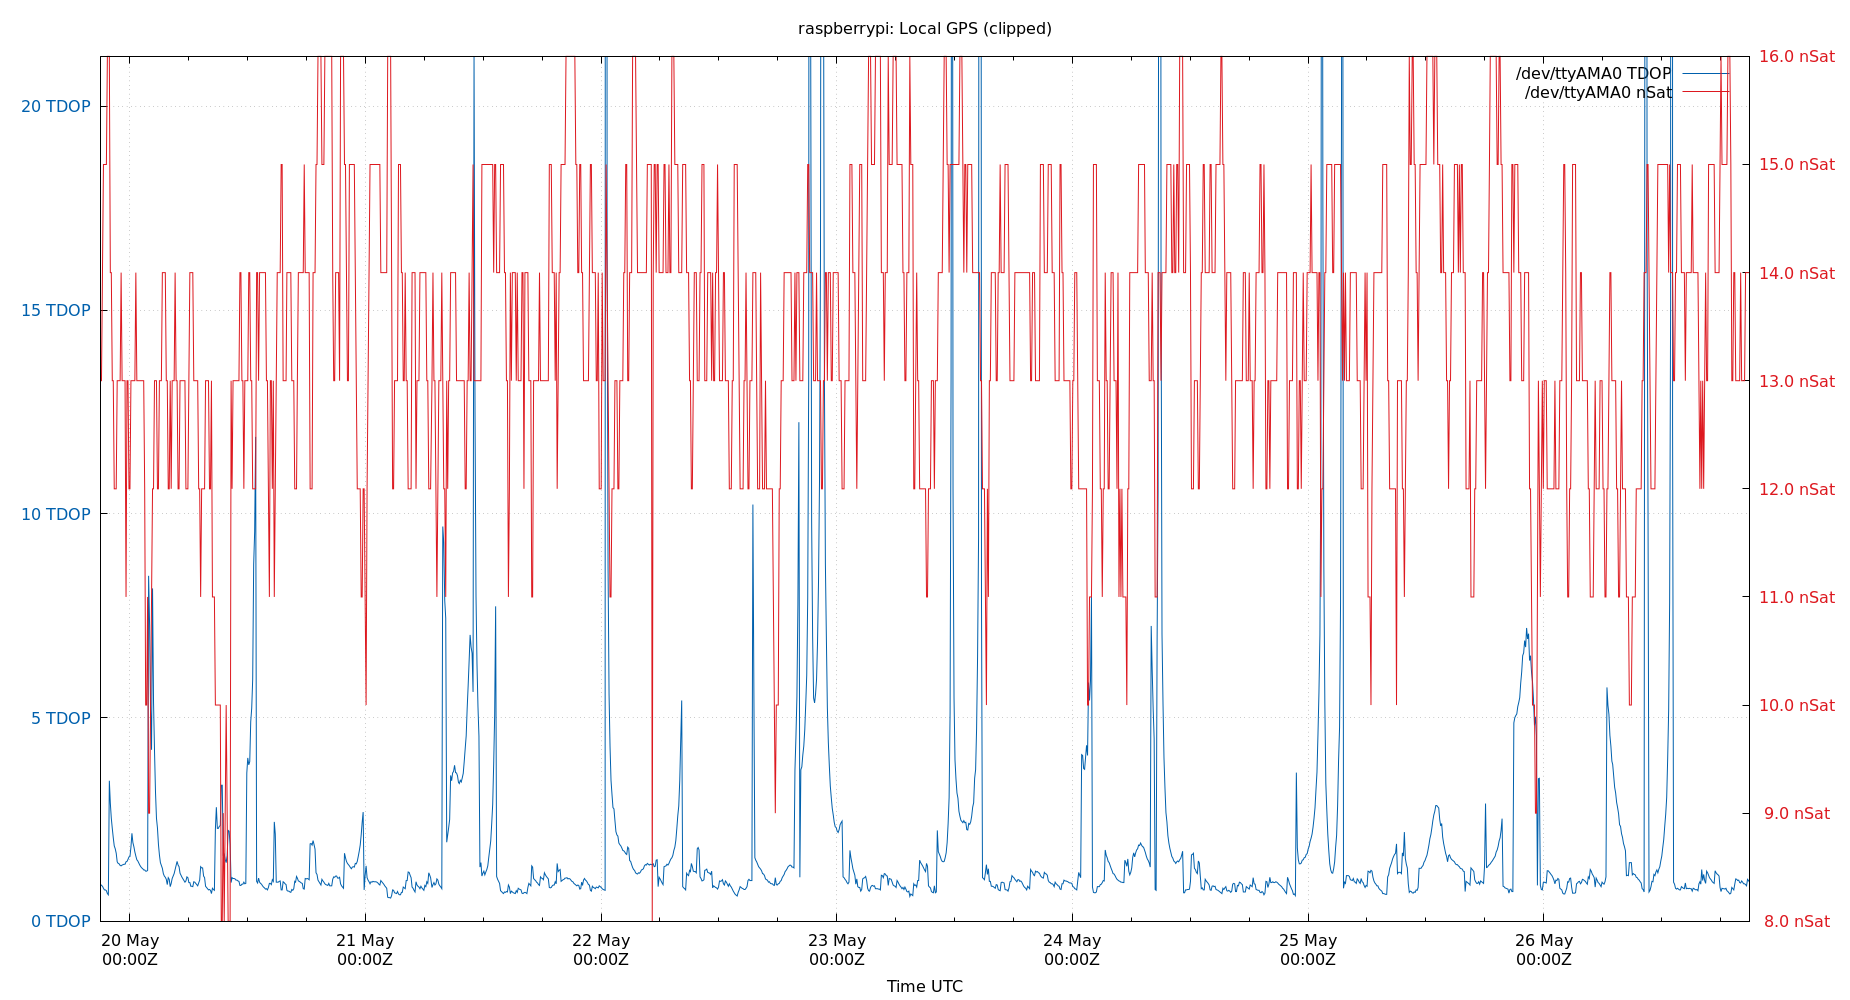 raspberrypi: Local GPS (clipped)
/dev/ttyAMA0 TDOP
/dev/ttyAMA0 nSat
20 TDOP
15 TDOP
10 TDOP
5 TDOP
0 TDOP
16.0 nSat
15.0 nSat
14.0 nSat
13.0 nSat
12.0 nSat
11.0 nSat
10.0 nSat
9.0 nSat
8.0 nSat
20 May
00:00Z
21 May
00:00Z
22 May
00:00Z
23 May
00:00Z
24 May
00:00Z
25 May
00:00Z
26 May
00:00Z
Time UTC